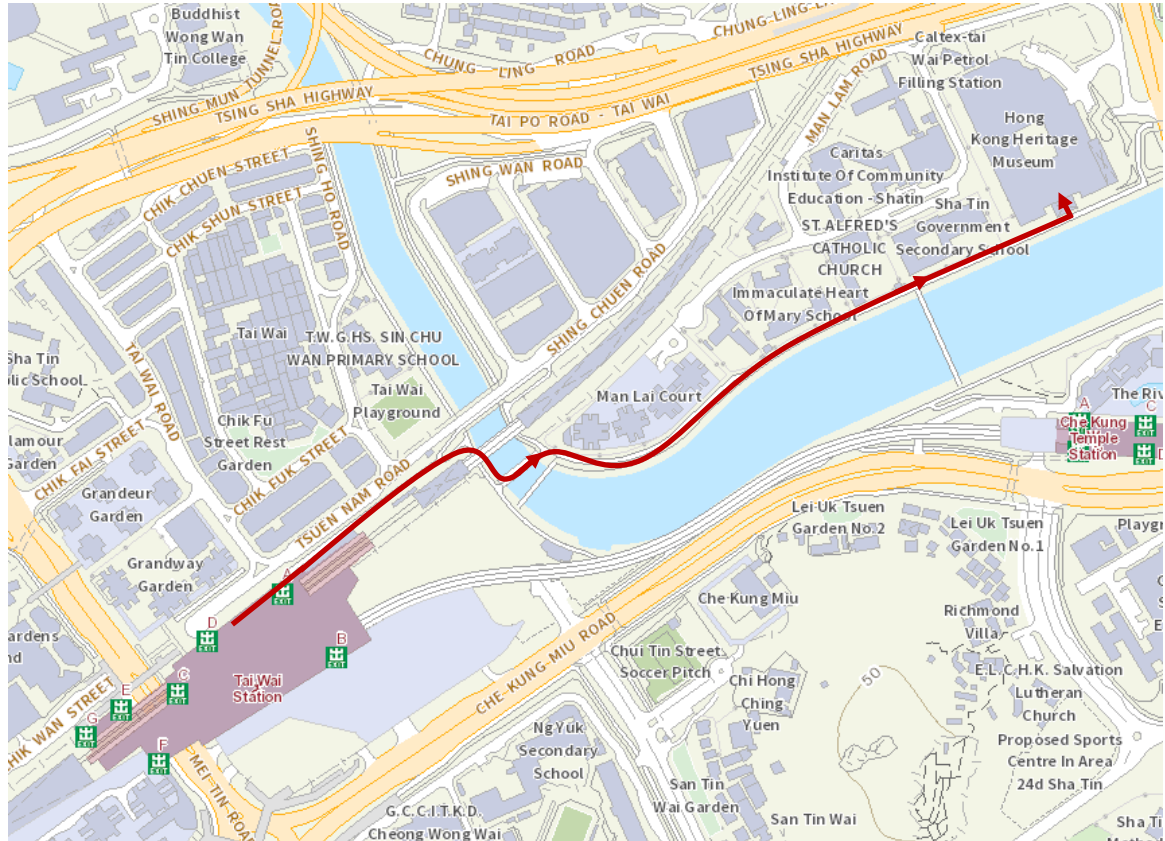 Buddhist
Wong Wan
Tin College
CHUNG LING ROAD
TSING SHA HIGHWAY
Caltex-tai
Wai Petrol
Filling Station
SHING MUN TUNNEL
TSING SHA HIGHWAY
TAI PO ROAD - TAI WAI
MAN LAM ROAD
Hong
Kong Heritage
Museum
CHIK CHUEN STREET
SHING HO ROAD
SHING WAN ROAD
Caritas
Institute Of Community
Education - Shatin
CHIK SHUN STREET
Sha Tin
Government
Secondary School
ST. ALFRED'S
CATHOLIC
CHURCH
SHING CHUEN ROAD
Immaculate Heart
Of Mary School
Tai Wai
T.W.G.HS. SIN CHU
WAN PRIMARY SCHOOL
Sha Tin
School
TAI WAI ROAD
Tai Wai
Playground
Man Lai Court
The
Chik Fu
Street Rest
Garden
A
C
Che Kung
Temple
Station
D
lamour
Garden
CHIK FAI STREET
CHIK FUK STREET
TSUEN NAM ROAD
Grandeur
Garden
Lei Uk Tsuen
Garden No.2
Lei Uk Tsuen
Garden No.1
Grandway
Garden
A
EXIT
Che Kung Miu
Richmond
Villa
D
EXIT
B
EXIT
CHE KUNG MIU ROAD
Chui Tin Street
Soccer Pitch
C
EXIT
Tai Wai
Station
E
EXIT
G
EXIT
F
EXIT
CHIK WAN STREET
MEI TIN ROAD
Chi Hong
Ching
Yuen
50
E.L.C.H.K. Salvation
Lutheran
Church
Ng Yuk
Secondary
School
Proposed Sports
Centre In Area
24d Sha Tin
San Tin
Wai Garden
G.C.C.I.T.K.D.
Cheong Wong Wai
San Tin Wai